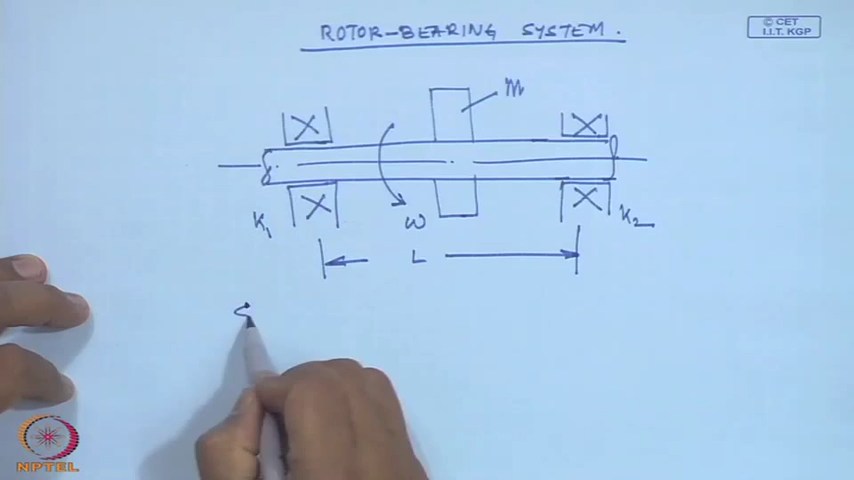 ROTOR-BEARING SYSTEM.
© CET
I.I.T. KGP
m
K1
ω
K2
L
S
NPTEL